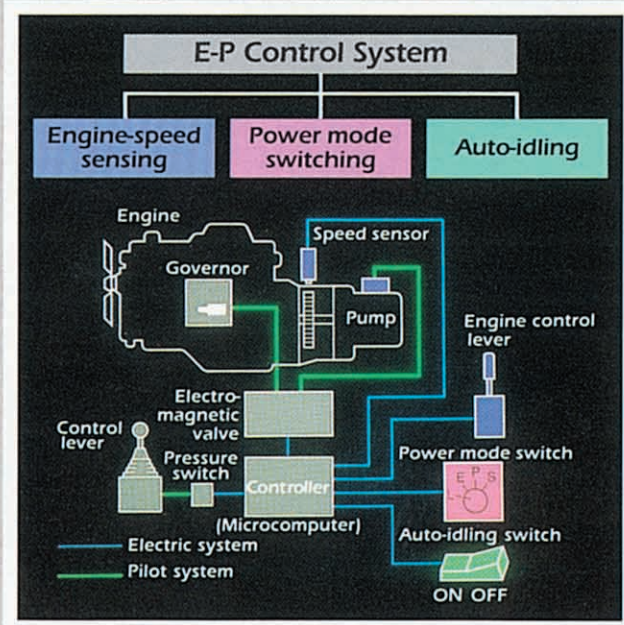 E-P Control System
Engine-speed
sensing
Power mode
switching
Auto-idling
Engine
Speed sensor
Governor
Pump
Engine control
lever
Electro-
magnetic
valve
Control
lever
Pressure
switch
Power mode switch
E P S
L
Controller
(Microcomputer)
Auto-idling switch
Electric system
Pilot system
ON OFF